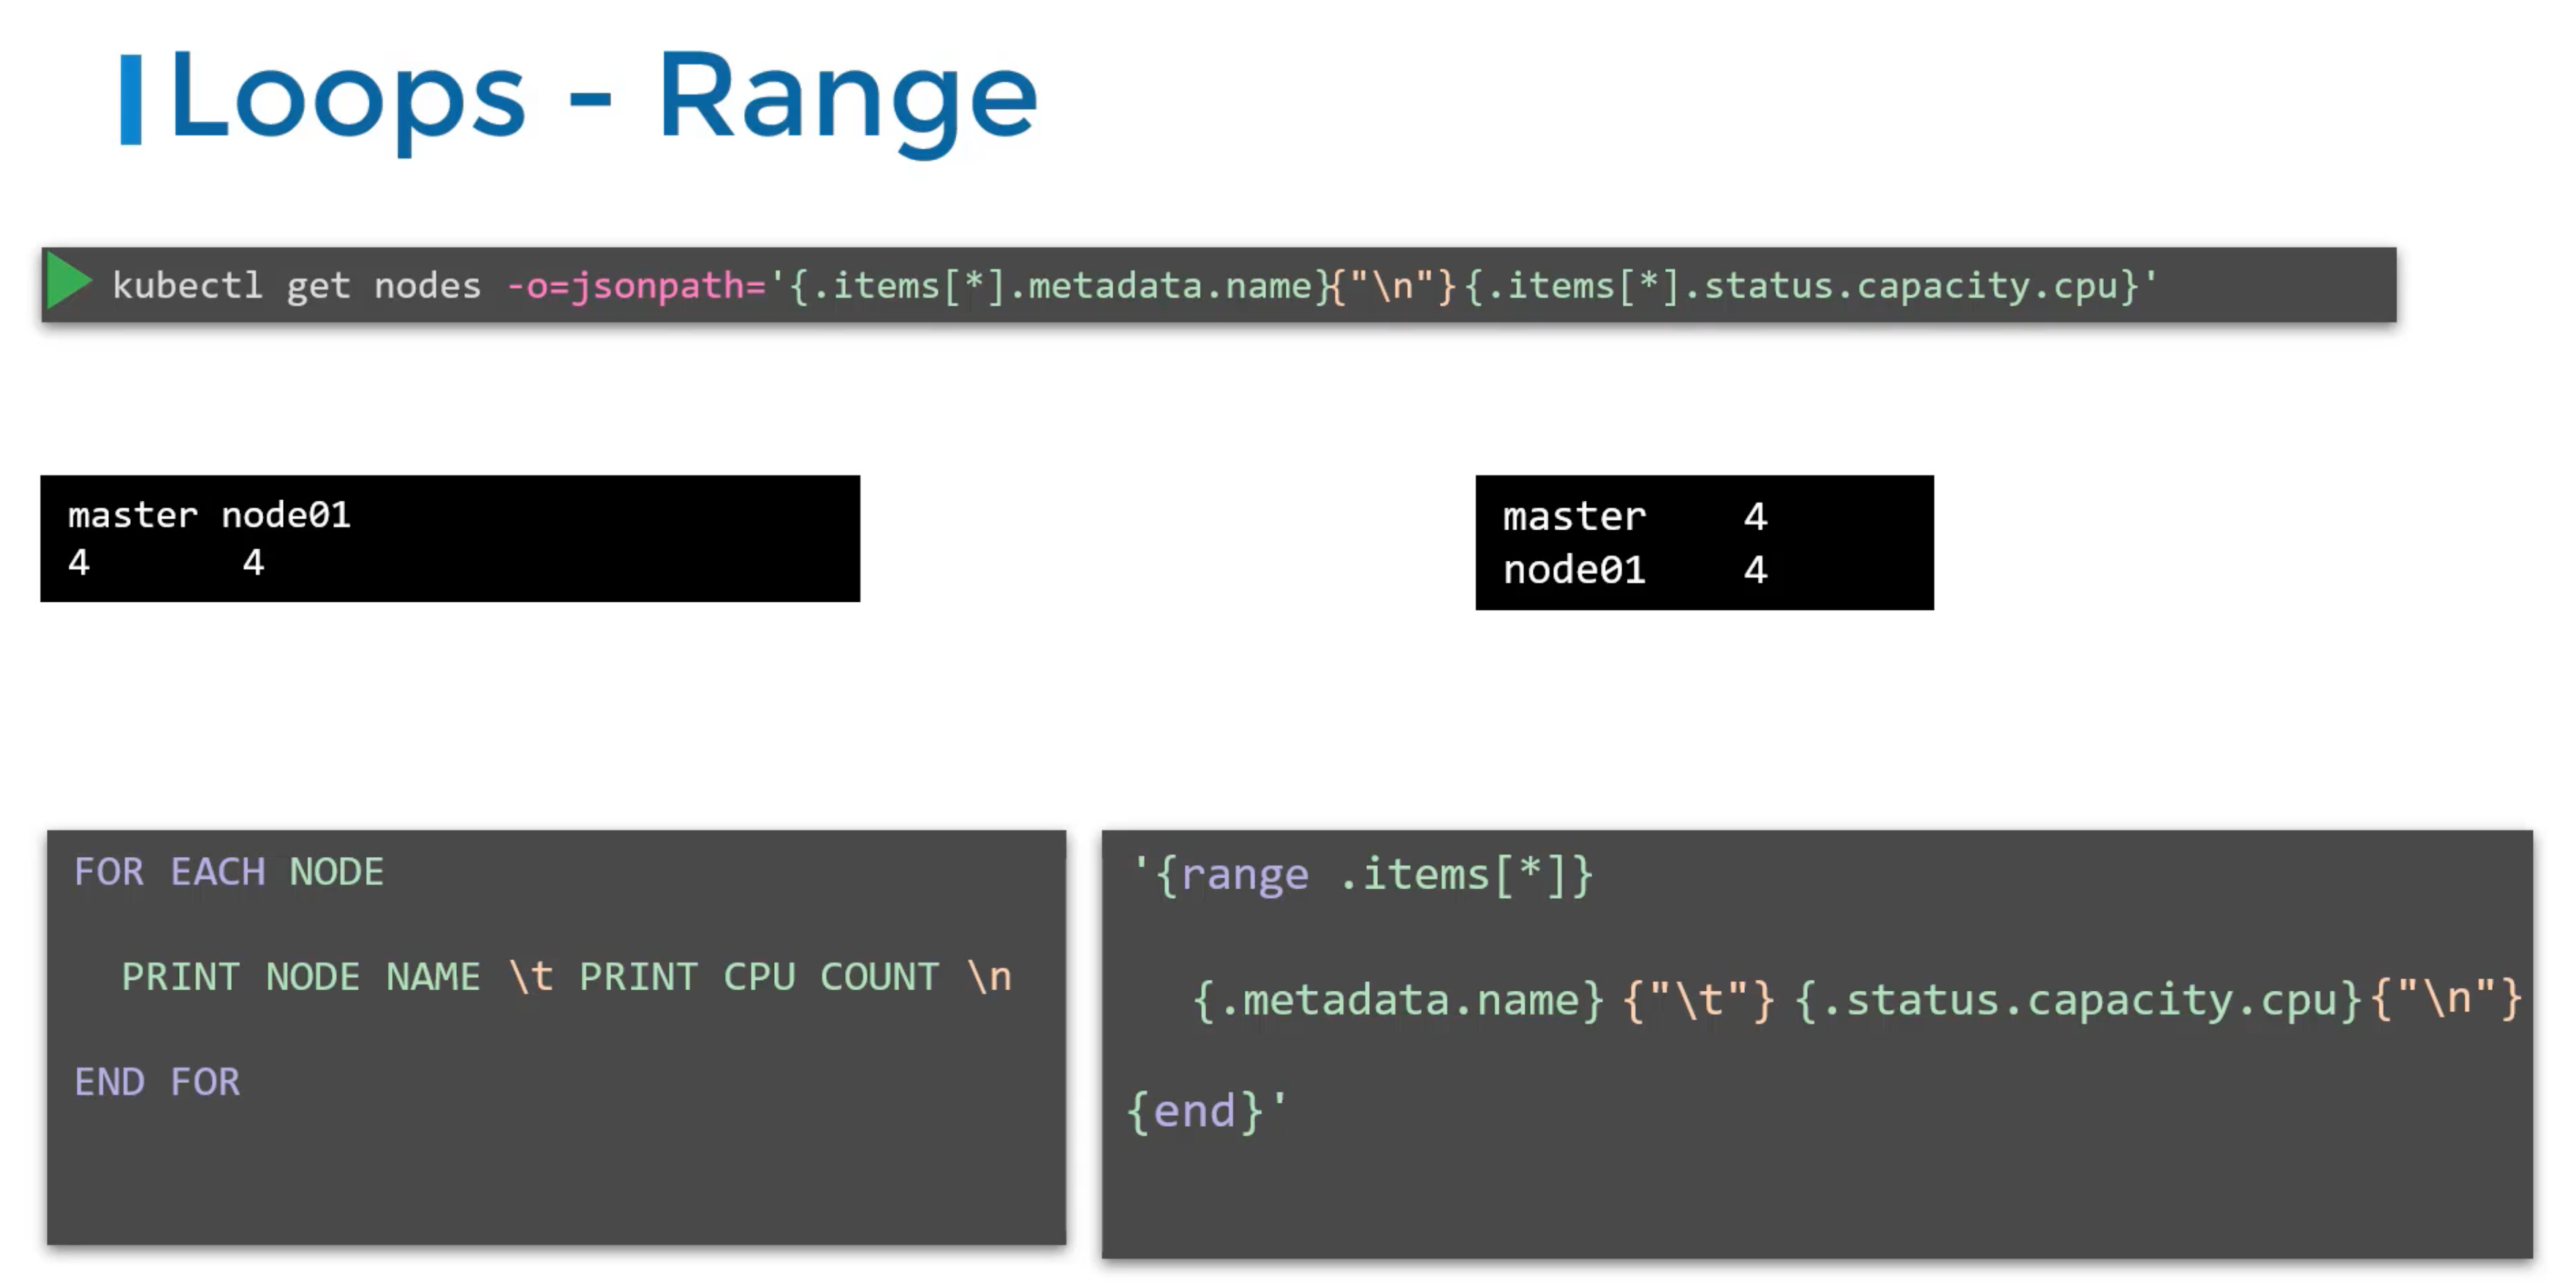 Loops - Range
kubectl get nodes -o=jsonpath='{.items[*].metadata.name}{"\n"}{.items[*].status.capacity.cpu}'
master node01
4 4
master 4
node01 4
FOR EACH NODE
PRINT NODE NAME \t PRINT CPU COUNT \n
END FOR
'{range .items[*]}
{.metadata.name} {"\t"} {.status.capacity.cpu}{"\n"}
{end}'